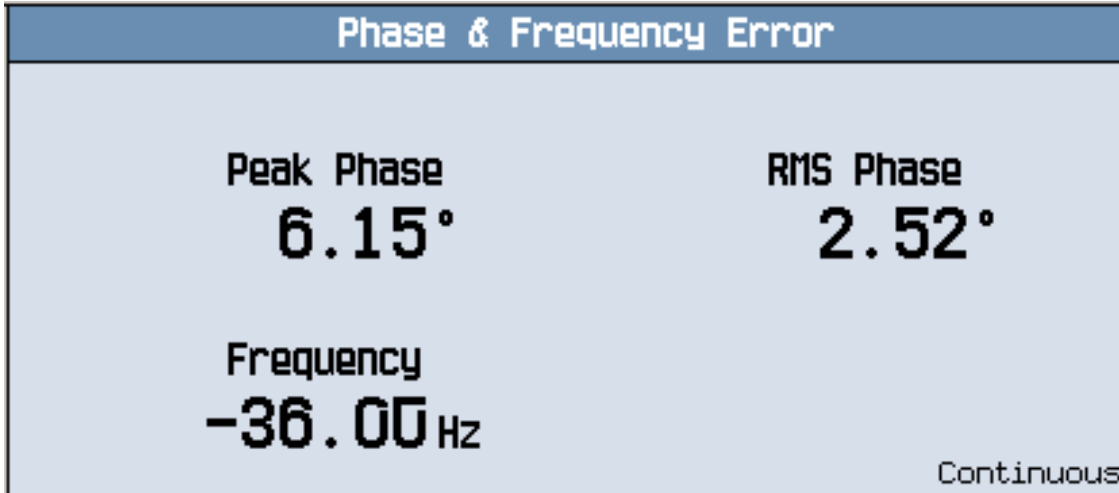 Phase & Frequency Error
Peak Phase
6.15°
RMS Phase
2.52°
Frequency
-36.00 Hz
Continuous